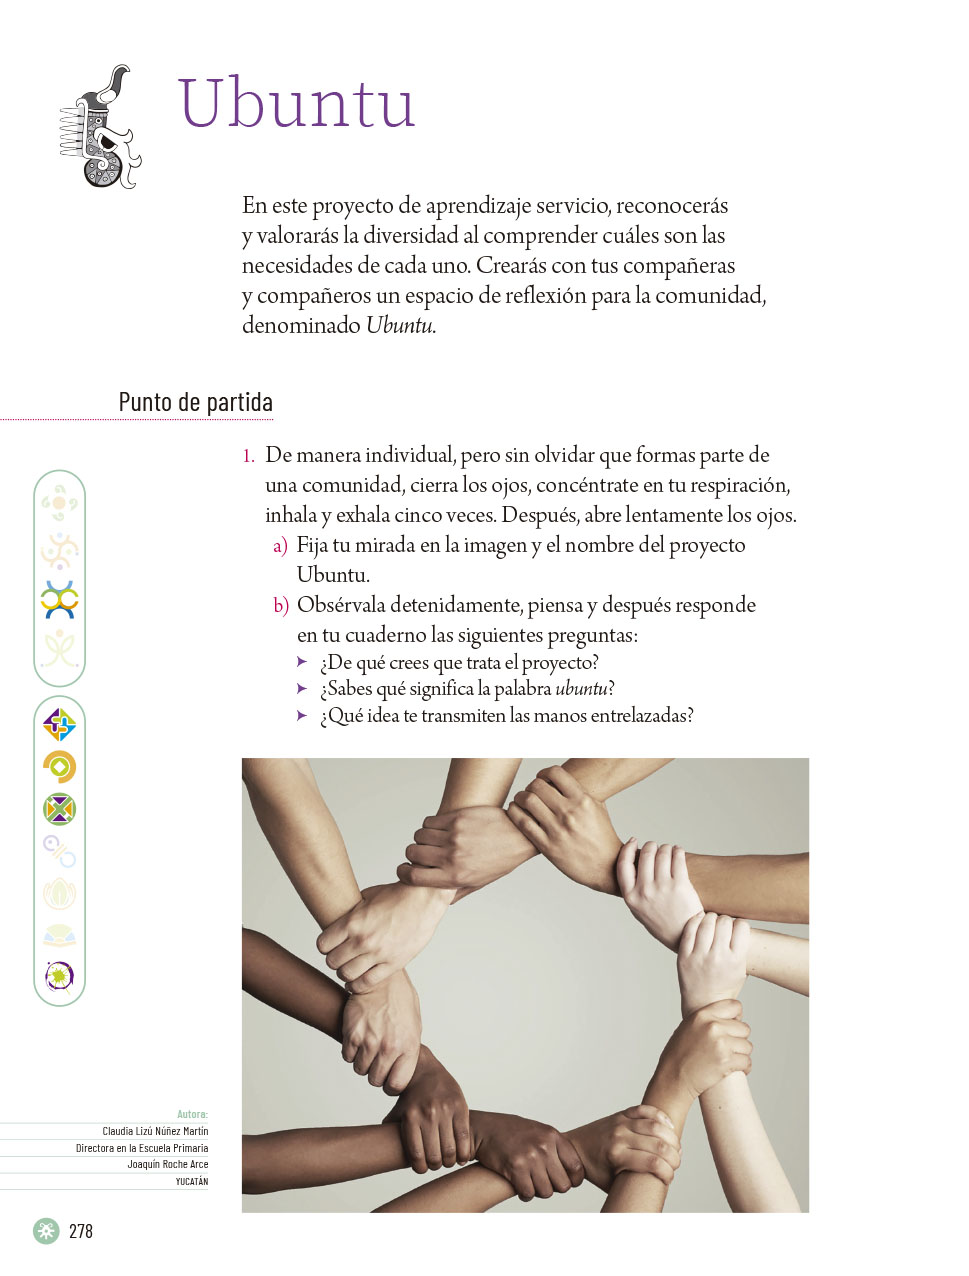 Ubuntu
En este proyecto de aprendizaje servicio, reconocerás
y valorarás la diversidad al comprender cuáles son las
necesidades de cada uno. Crearás con tus compañeras
y compañeros un espacio de reflexión para la comunidad,
denominado Ubuntu.
Punto de partida
1. De manera individual, pero sin olvidar que formas parte de
una comunidad, cierra los ojos, concéntrate en tu respiración,
inhala y exhala cinco veces. Después, abre lentamente los ojos.
a) Fija tu mirada en la imagen y el nombre del proyecto
Ubuntu.
b) Obsérvala detenidamente, piensa y después responde
en tu cuaderno las siguientes preguntas:
➤ ¿De qué crees que trata el proyecto?
➤ ¿Sabes qué significa la palabra ubuntu?
➤ ¿Qué idea te transmiten las manos entrelazadas?
Autora:
Claudia Lizú Núñez Martín
Directora en la Escuela Primaria
Joaquín Roche Arce
YUCATÁN
278